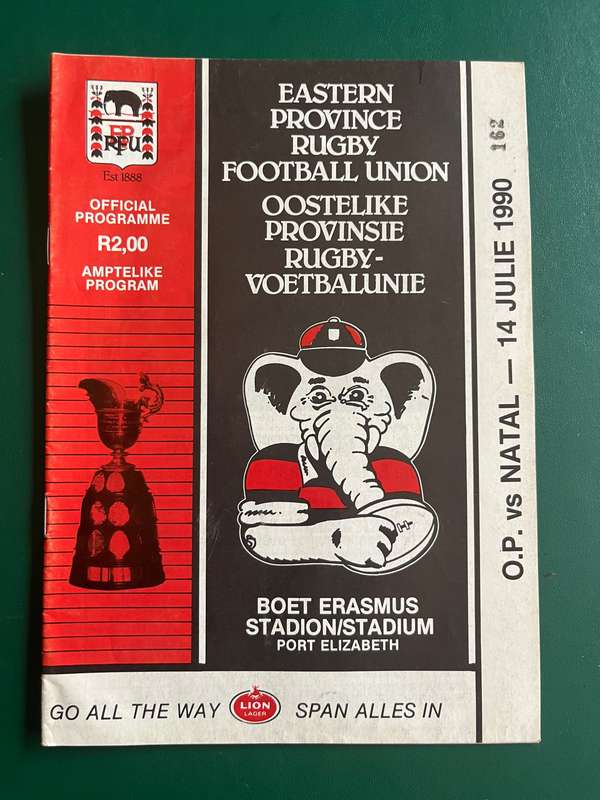 EP
RFU
Est 1888
OFFICIAL
PROGRAMME
R2,00
AMPTELIKE
PROGRAM
EASTERN
PROVINCE
RUGBY
FOOTBALL UNION
OOSTELIKE
PROVINSIE
RUGBY-
VOETBALUNIE
BOET ERASMUS
STADION/STADIUM
PORT ELIZABETH
O.P. vs NATAL — 14 JULIE 1990
162
GO ALL THE WAY
LION
LAGER
SPAN ALLES IN